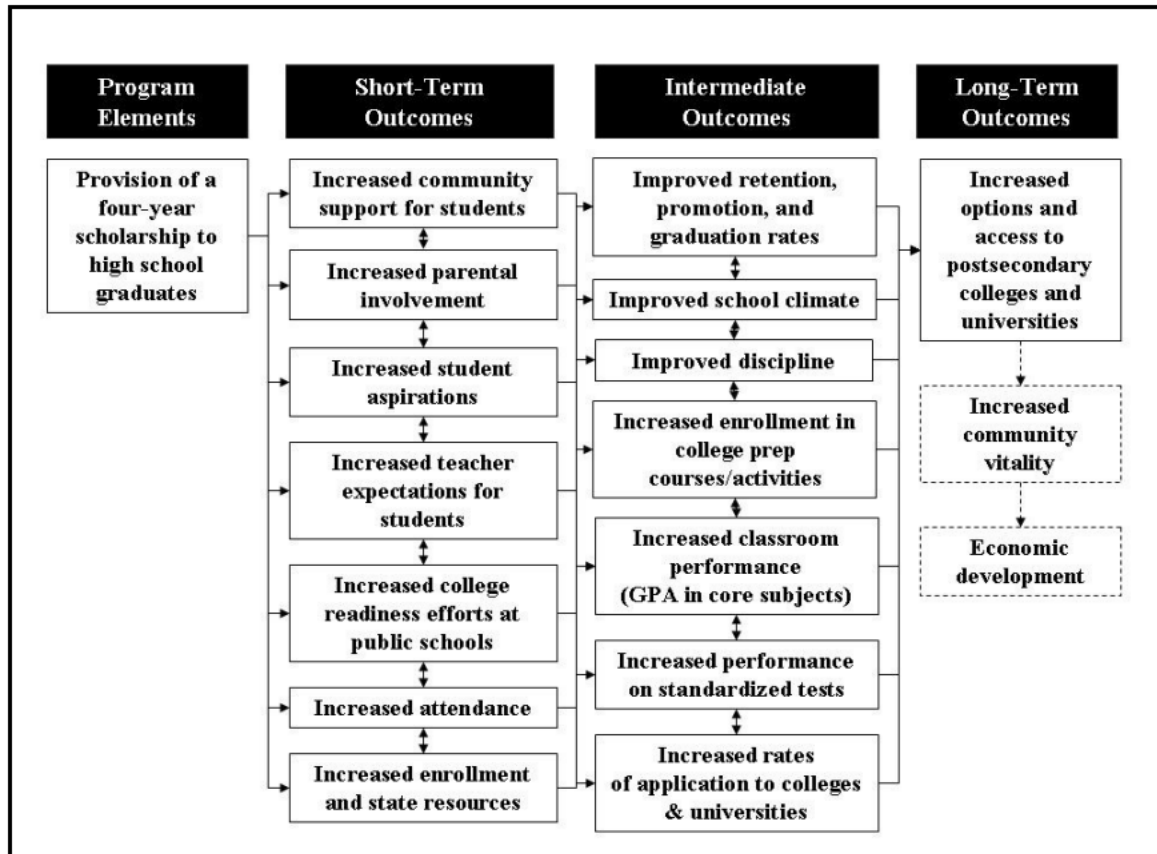 Program
Elements
Short-Term
Outcomes
Intermediate
Outcomes
Long-Term
Outcomes
Provision of a
four-year
scholarship to
high school
graduates
Increased community
support for students
Increased parental
involvement
Increased student
aspirations
Increased teacher
expectations for
students
Increased college
readiness efforts at
public schools
Increased attendance
Increased enrollment
and state resources
Improved retention,
promotion, and
graduation rates
Improved school climate
Improved discipline
Increased enrollment in
college prep
courses/activities
Increased classroom
performance
(GPA in core subjects)
Increased performance
on standardized tests
Increased rates
of application to colleges
& universities
Increased
options and
access to
postsecondary
colleges and
universities
Increased
community
vitality
Economic
development